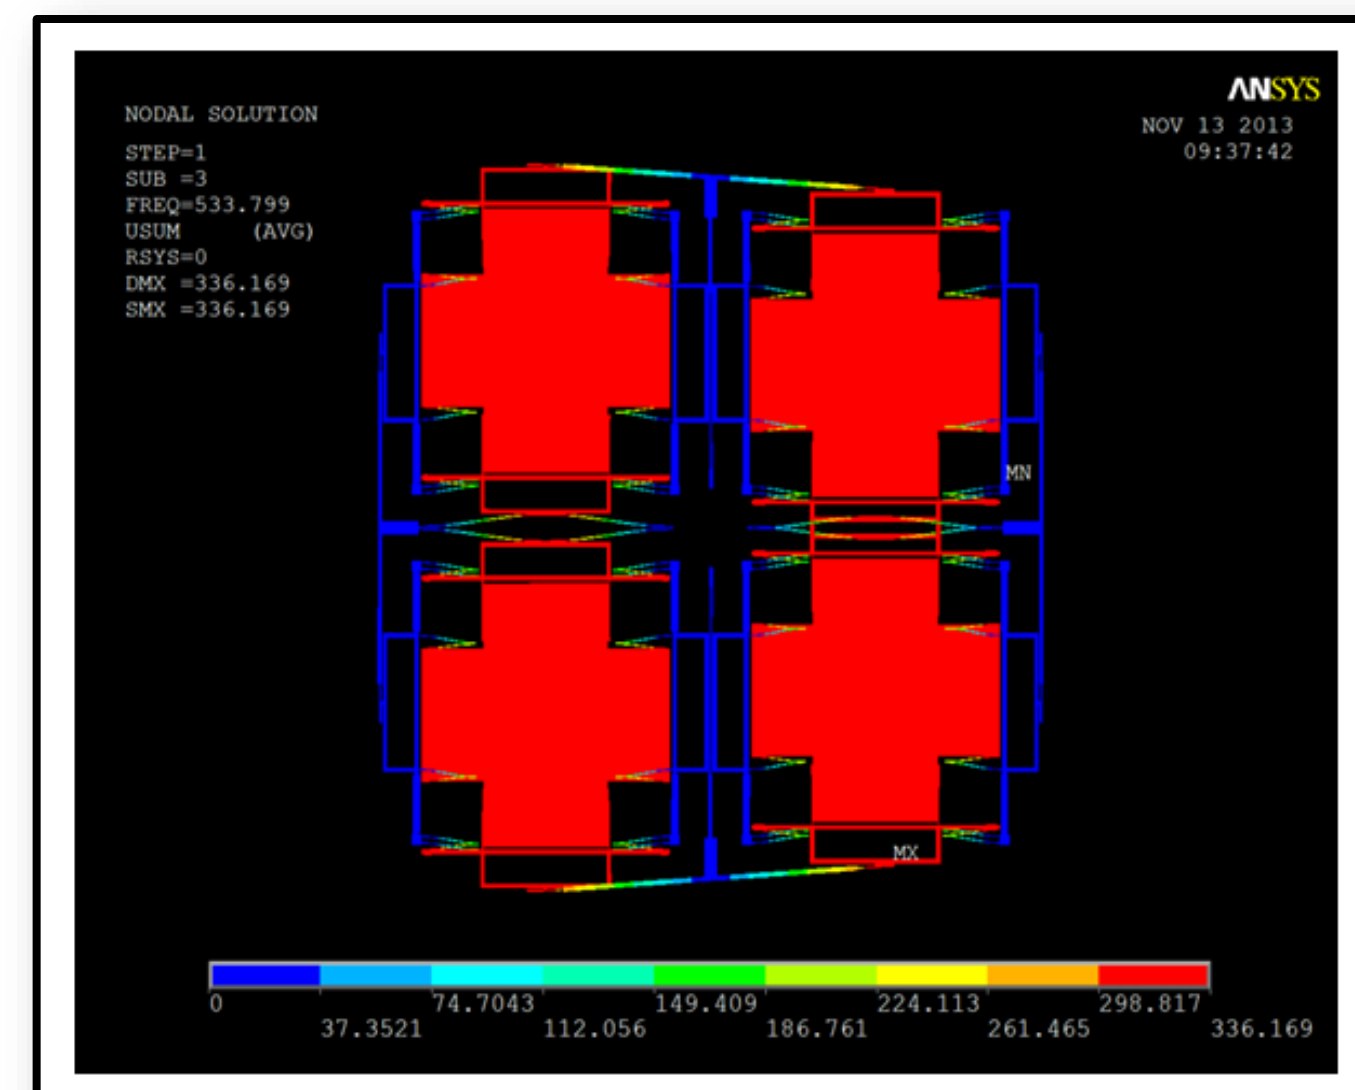 ANSYS
NOV 13 2013
09:37:42
NODAL SOLUTION
STEP=1
SUB =3
FREQ=533.799
USUM (AVG)
RSYS=0
DMX =336.169
SMX =336.169
MN
MX
0 74.7043 149.409 224.113 298.817
37.3521 112.056 186.761 261.465 336.169